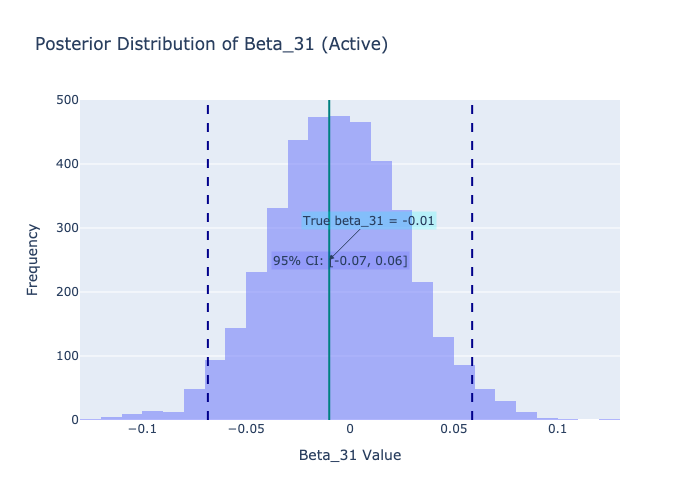 Posterior Distribution of Beta_31 (Active)
500
400
300
200
100
0
Frequency
True beta_31 = -0.01
95% CI: [-0.07, 0.06]
−0.1
−0.05
0
0.05
0.1
Beta_31 Value